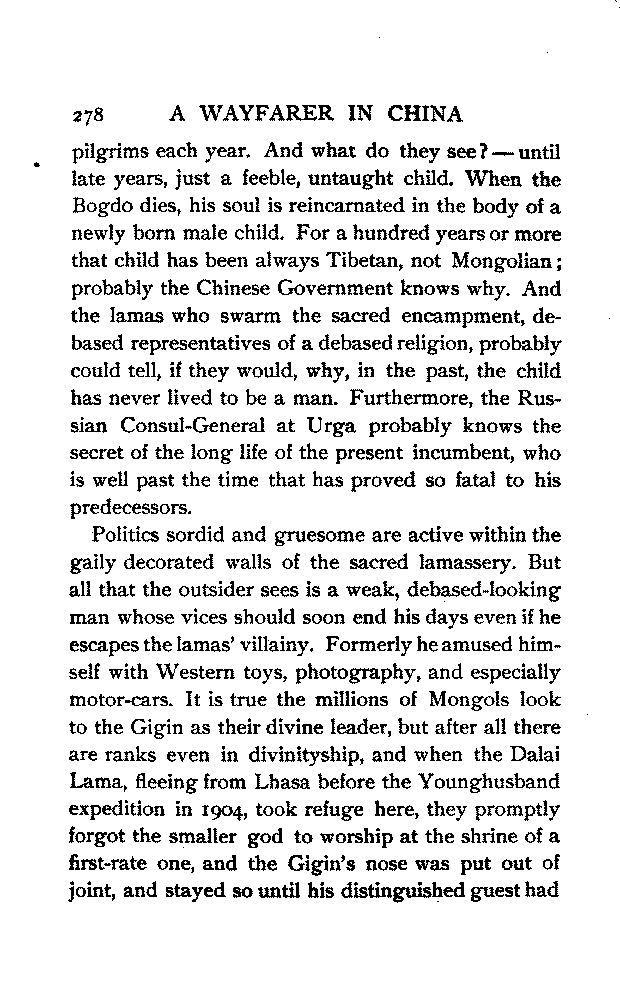 278 A WAYFARER IN CHINA
pilgrims each year. And what do they see? — until
late years, just a feeble, untaught child. When the
Bogdo dies, his soul is reincarnated in the body of a
newly born male child. For a hundred years or more
that child has been always Tibetan, not Mongolian;
probably the Chinese Government knows why. And
the lamas who swarm the sacred encampment, de-
based representatives of a debased religion, probably
could tell, if they would, why, in the past, the child
has never lived to be a man. Furthermore, the Rus-
sian Consul-General at Urga probably knows the
secret of the long life of the present incumbent, who
is well past the time that has proved so fatal to his
predecessors.
Politics sordid and gruesome are active within the
gaily decorated walls of the sacred lamassery. But
all that the outsider sees is a weak, debased-looking
man whose vices should soon end his days even if he
escapes the lamas' villainy. Formerly he amused him-
self with Western toys, photography, and especially
motor-cars. It is true the millions of Mongols look
to the Gigin as their divine leader, but after all there
are ranks even in divinityship, and when the Dalai
Lama, fleeing from Lhasa before the Younghusband
expedition in 1904, took refuge here, they promptly
forgot the smaller god to worship at the shrine of a
first-rate one, and the Gigin's nose was put out of
joint, and stayed so until his distinguished guest had